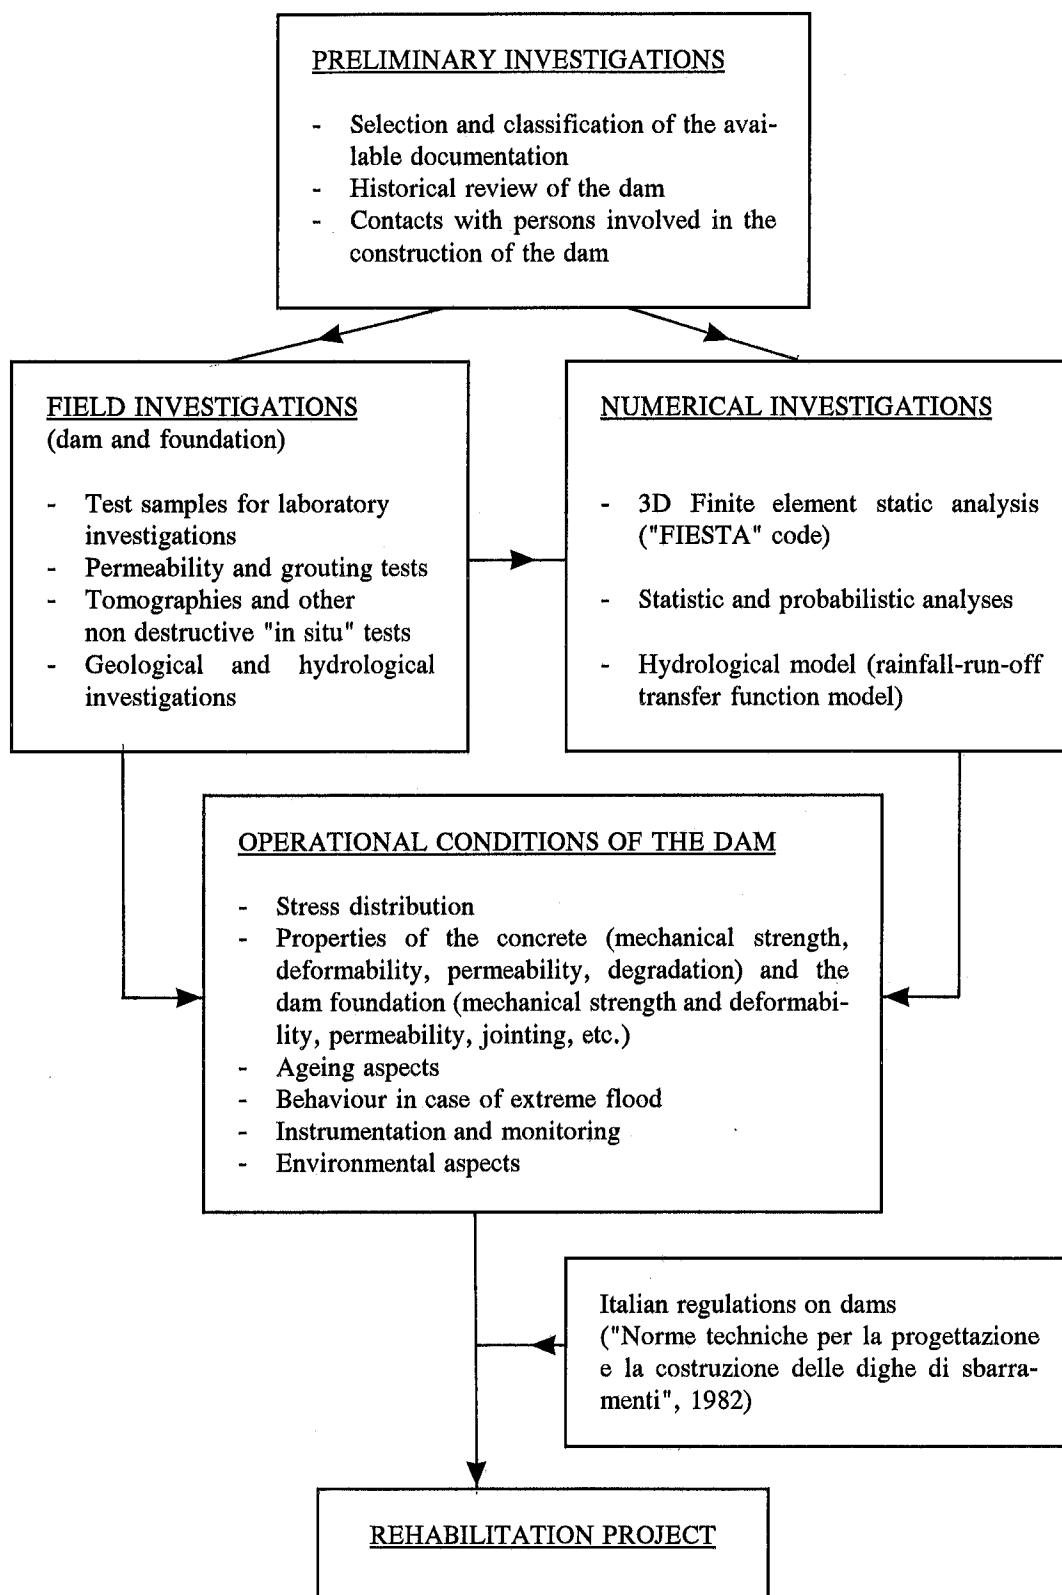 PRELIMINARY INVESTIGATIONS
- Selection and classification of the avai-
lable documentation
- Historical review of the dam
- Contacts with persons involved in the
construction of the dam
FIELD INVESTIGATIONS
(dam and foundation)
- Test samples for laboratory
investigations
- Permeability and grouting tests
- Tomographies and other
non destructive "in situ" tests
- Geological and hydrological
investigations
NUMERICAL INVESTIGATIONS
- 3D Finite element static analysis
("FIESTA" code)
- Statistic and probabilistic analyses
- Hydrological model (rainfall-run-off
transfer function model)
OPERATIONAL CONDITIONS OF THE DAM
- Stress distribution
- Properties of the concrete (mechanical strength,
deformability, permeability, degradation) and the
dam foundation (mechanical strength and deformabi-
lity, permeability, jointing, etc.)
- Ageing aspects
- Behaviour in case of extreme flood
- Instrumentation and monitoring
- Environmental aspects
Italian regulations on dams
("Norme techniche per la progettazione
e la costruzione delle dighe di sbarra-
menti", 1982)
REHABILITATION PROJECT